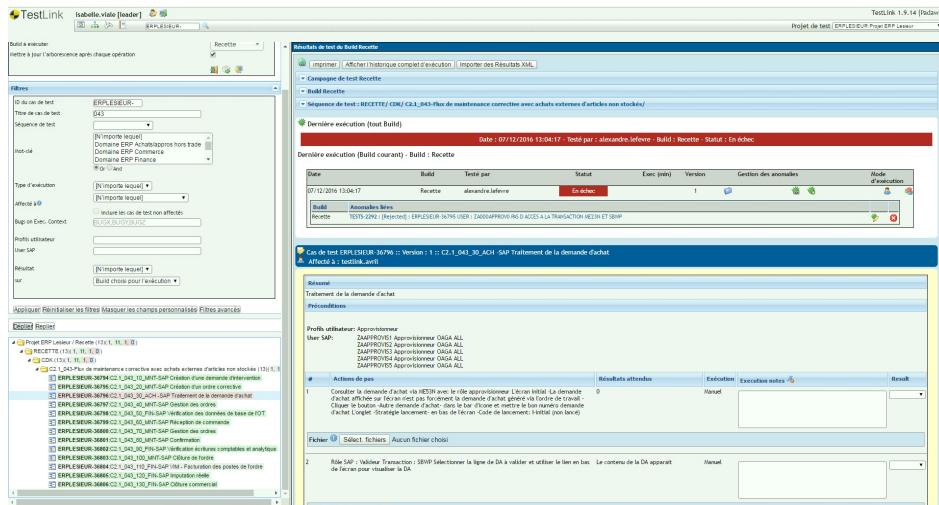 TestLink isabelle.viale [leader]
TestLink 1.9.14 (Padaw
ERPLESIEUR-
Projet de test ERPLESIEUR:Projet ERP Lesieur
Build à exécuter Recette
Mettre à jour l'arborescence après chaque opération
Filtres
ID du cas de test ERPLESIEUR-
Titre de cas de test 043
Séquence de test
Mot-clé
[N'importe lequel]
Domaine ERP Achats/appros hors trade
Domaine ERP Commerce
Domaine ERP Finance
Or And
Type d'exécution [N'importe lequel]
Affecté à [N'importe lequel]
Inclure les cas de test non affectés
Bugs on Exec. Context BUGX,BUGY,BUGZ
Profils utilisateur
User SAP
Résultat [N'importe lequel]
sur Build choisi pour l'exécution
Appliquer Réinitialiser les filtres Masquer les champs personnalisés Filtres avancés
Déplier Replier
Projet ERP Lesieur / Recette (13)( 1, 11, 1, 0 )
RECETTE (13)( 1, 11, 1, 0 )
CDK (13)( 1, 11, 1, 0 )
C2.1_043-Flux de maintenance corrective avec achats externes d'articles non stockés (13)( 1, 1
ERPLESIEUR-36794:C2.1_043_10_MNT-SAP Création d'une demande d'intervention
ERPLESIEUR-36795:C2.1_043_20_MNT-SAP Création d'un ordre corrective
ERPLESIEUR-36796:C2.1_043_30_ACH -SAP Traitement de la demande d'achat
ERPLESIEUR-36797:C2.1_043_40_MNT-SAP Gestion des ordres
ERPLESIEUR-36798:C2.1_043_50_FIN-SAP Vérification des données de base de l'OT
ERPLESIEUR-36799:C2.1_043_60_MNT-SAP Réception de commande
ERPLESIEUR-36800:C2.1_043_70_MNT-SAP Gestion des ordres
ERPLESIEUR-36801:C2.1_043_80_MNT-SAP Confirmation
ERPLESIEUR-36802:C2.1_043_90_FIN-SAP Vérification écritures comptables et analytique
ERPLESIEUR-36803:C2.1_043_100_MNT-SAP Clôture de l'ordre
ERPLESIEUR-36804:C2.1_043_110_FIN-SAP VIM - Facturation des postes de l'ordre
ERPLESIEUR-36805:C2.1_043_120_FIN-SAP Imputation réelle
ERPLESIEUR-36806:C2.1_043_130_FIN-SAP Clôture commercial
Résultats de test du Build Recette
Imprimer Afficher l'historique complet d'exécution Importer des Résultats XML
Campagne de test Recette
Build Recette
Séquence de test : RECETTE/ CDK/ C2.1_043-Flux de maintenance corrective avec achats externes d'articles non stockés/
Dernière exécution (tout Build)
Date : 07/12/2016 13:04:17 - Testé par : alexandre.lefevre - Build : Recette - Statut : En échec
Dernière exécution (Build courant) - Build : Recette
Date Build Testé par Statut Exec (min) Version Gestion des anomalies Mode d'exécution
07/12/2016 13:04:17 Recette alexandre.lefevre En échec 1
Build Anomalies liées
Recette TESTS-2292 : [Rejected] : ERPLESIEUR-36795 USER : ZA000APPROV0 PAS D ACCES A LA TRANSACTION ME23N ET SBWP
Cas de test ERPLESIEUR-36796 :: Version : 1 :: C2.1_043_30_ACH -SAP Traitement de la demande d'achat
Affecté à : testlink.avril
Résumé
Traitement de la demande d'achat
Préconditions
Profils utilisateur: Approvisionneur
User SAP: ZAAPPROVIS1 Approvisionneur OAGA ALL
ZAAPPROVIS2 Approvisionneur OAGA ALL
ZAAPPROVIS3 Approvisionneur OAGA ALL
ZAAPPROVIS4 Approvisionneur OAGA ALL
ZAAPPROVIS5 Approvisionneur OAGA ALL
# Actions de pas Résultats attendus Exécution Execution notes Result
1 Consulter la demande d'achat via ME53N avec le rôle approvisionneur L'écran initial -La demande 0 Manuel
d'achat affichée sur l'écran n'est pas forcément la demande d'achat généré via l'ordre de travail -
Cliquer le bouton -Autre demande d'achat- dans le bar d'icone et mettre le bon numéro demande
d'achat L'onglet -Stratégie lancement- en bas de l'écran -Code de lancement: I-initial (non lancé)
Fichier Sélect. fichiers Aucun fichier choisi
2 Rôle SAP : Valideur Transaction : SBWP Sélectionner la ligne de DA à valider et utiliser le lien en bas Le contenu de la DA apparait Manuel
de l'écran pour visualiser la DA